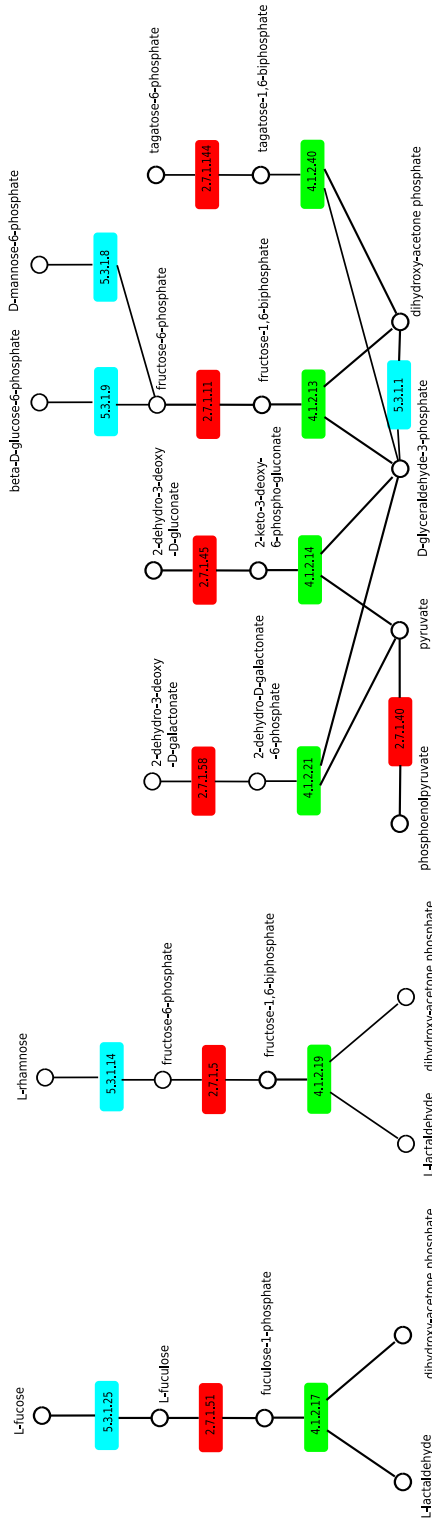 L-fucose
5.3.1.25
L-fuculose
2.7.1.51
fuculose-1-phosphate
4.1.2.17
L-lactaldehyde
dihydroxy-acetone phosphate
L-rhamnose
5.3.1.14
fructose-6-phosphate
2.7.1.5
fructose-1,6-biphosphate
4.1.2.19
L-lactaldehyde
dihydroxy-acetone phosphate
2-dehydro-3-deoxy
-D-galactonate
2.7.1.58
2-dehydro-D-galactonate
-6-phosphate
4.1.2.21
phosphoenolpyruvate
2.7.1.40
pyruvate
2-dehydro-3-deoxy
-D-gluconate
2.7.1.45
2-keto-3-deoxy-
6-phospho-gluconate
4.1.2.14
D-glyceraldehyde-3-phosphate
beta-D-glucose-6-phosphate
5.3.1.9
D-mannose-6-phosphate
5.3.1.8
fructose-6-phosphate
2.7.1.11
fructose-1,6-biphosphate
4.1.2.13
5.3.1.1
dihydroxy-acetone phosphate
tagatose-6-phosphate
2.7.1.144
tagatose-1,6-biphosphate
4.1.2.40